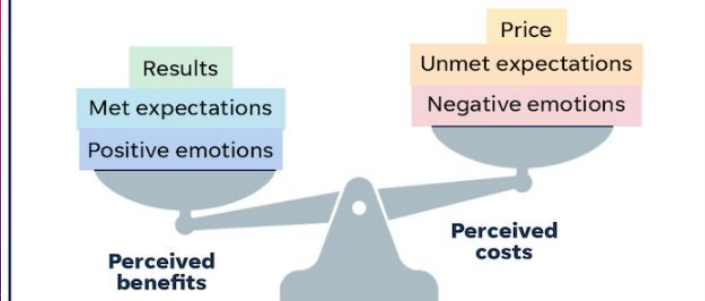 Results
Met expectations
Positive emotions
Perceived
benefits
Price
Unmet expectations
Negative emotions
Perceived
costs